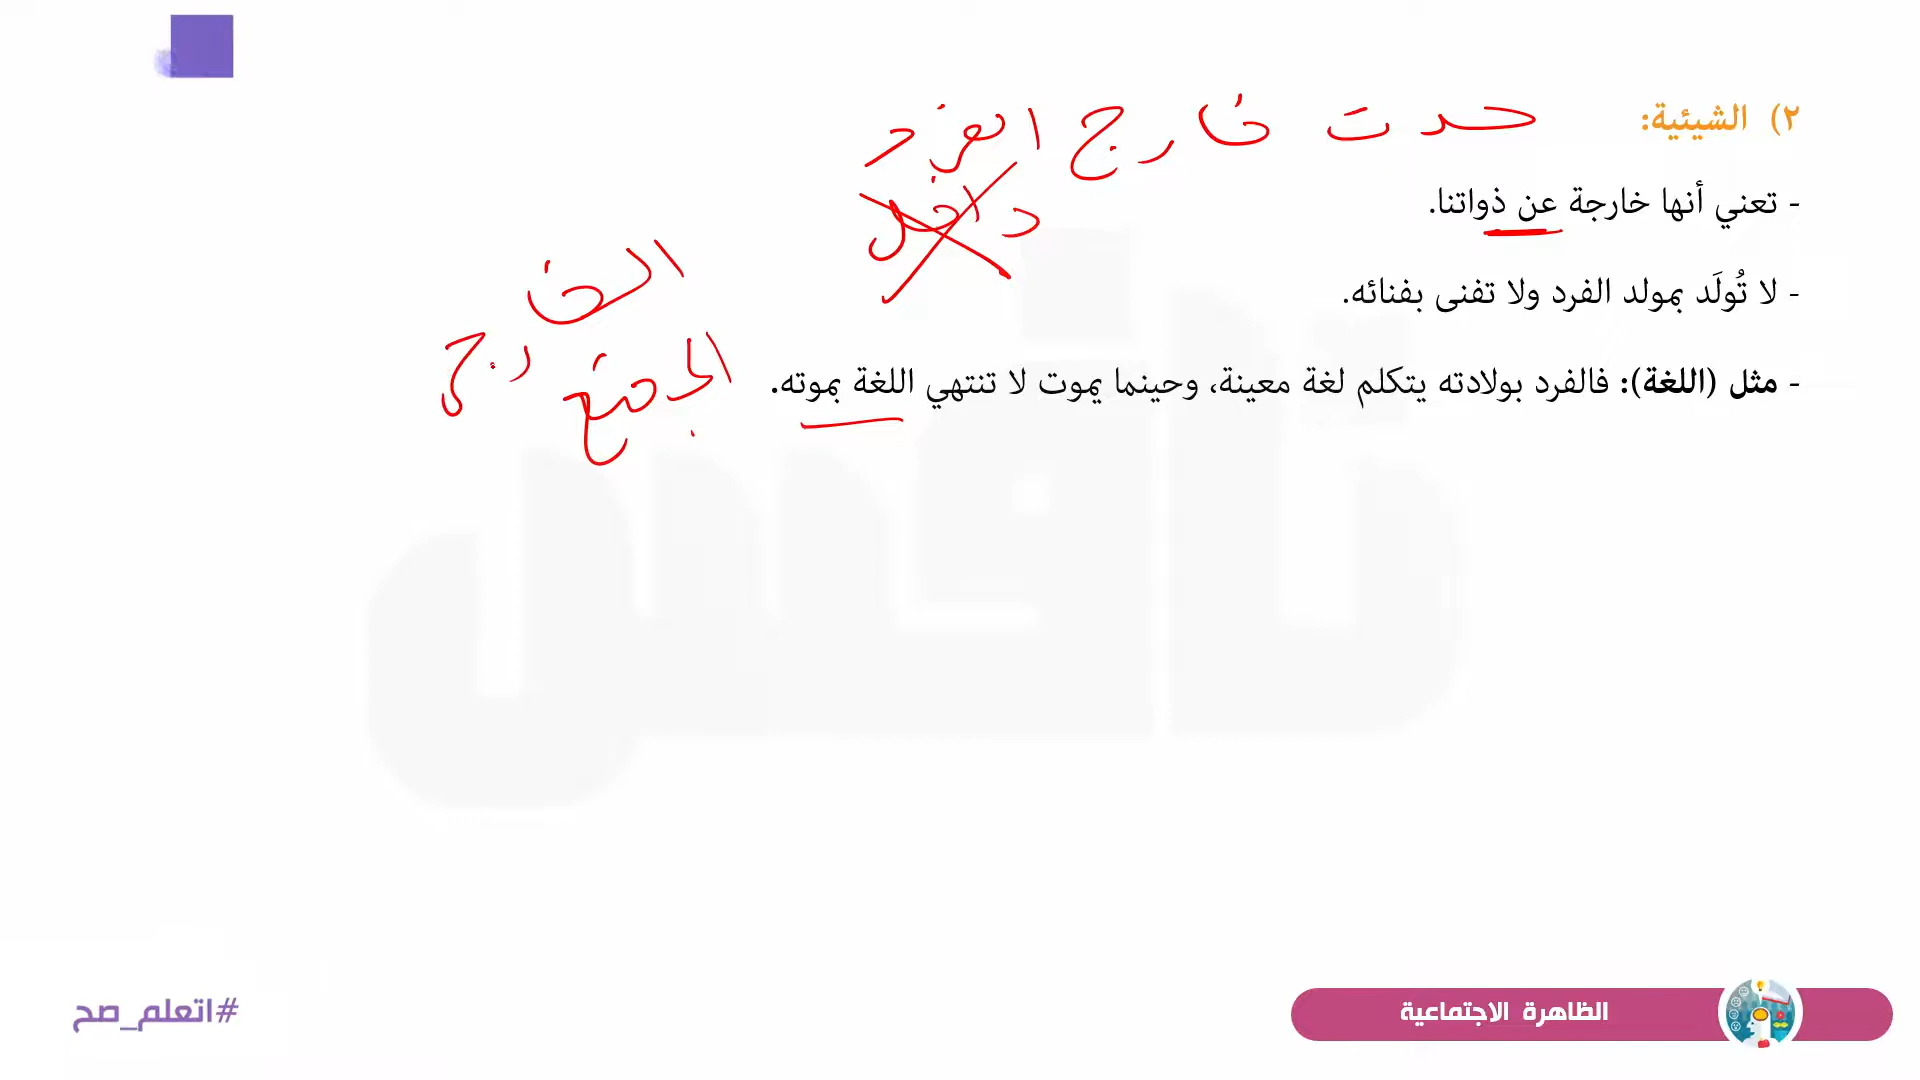 ٢) الشيئية:
حدث خارج الفرد
داخل
- تعني أنها خارجة عن ذواتنا.
- لا تُولَد بمولد الفرد ولا تفنى بفنائه.
- مثل (اللغة): فالفرد بولادته يتكلم لغة معينة، وحينما يموت لا تنتهي اللغة بموته.
المجتمع
نافس
الظاهرة الاجتماعية
#اتعلم_صح